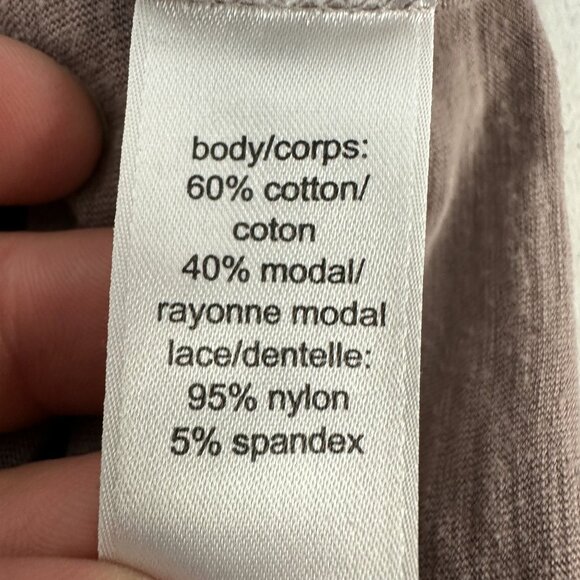 body/corps:
60% cotton/
coton
40% modal/
rayonne modal
lace/dentelle:
95% nylon
5% spandex